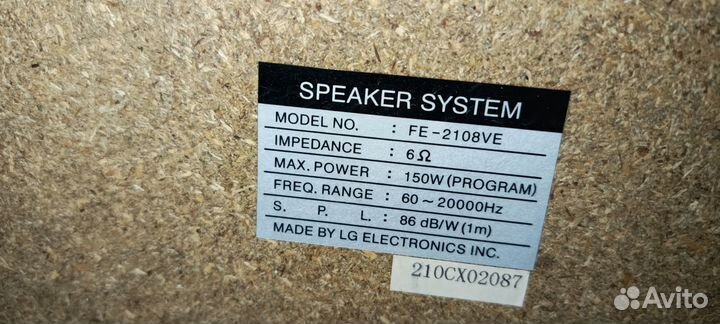 SPEAKER SYSTEM
MODEL NO. : FE-2108VE
IMPEDANCE : 6Ω
MAX. POWER : 150W (PROGRAM)
FREQ. RANGE : 60 ~ 20000Hz
S. P. L. : 86 dB/W (1m)
MADE BY LG ELECTRONICS INC.
210CX02087
Avito